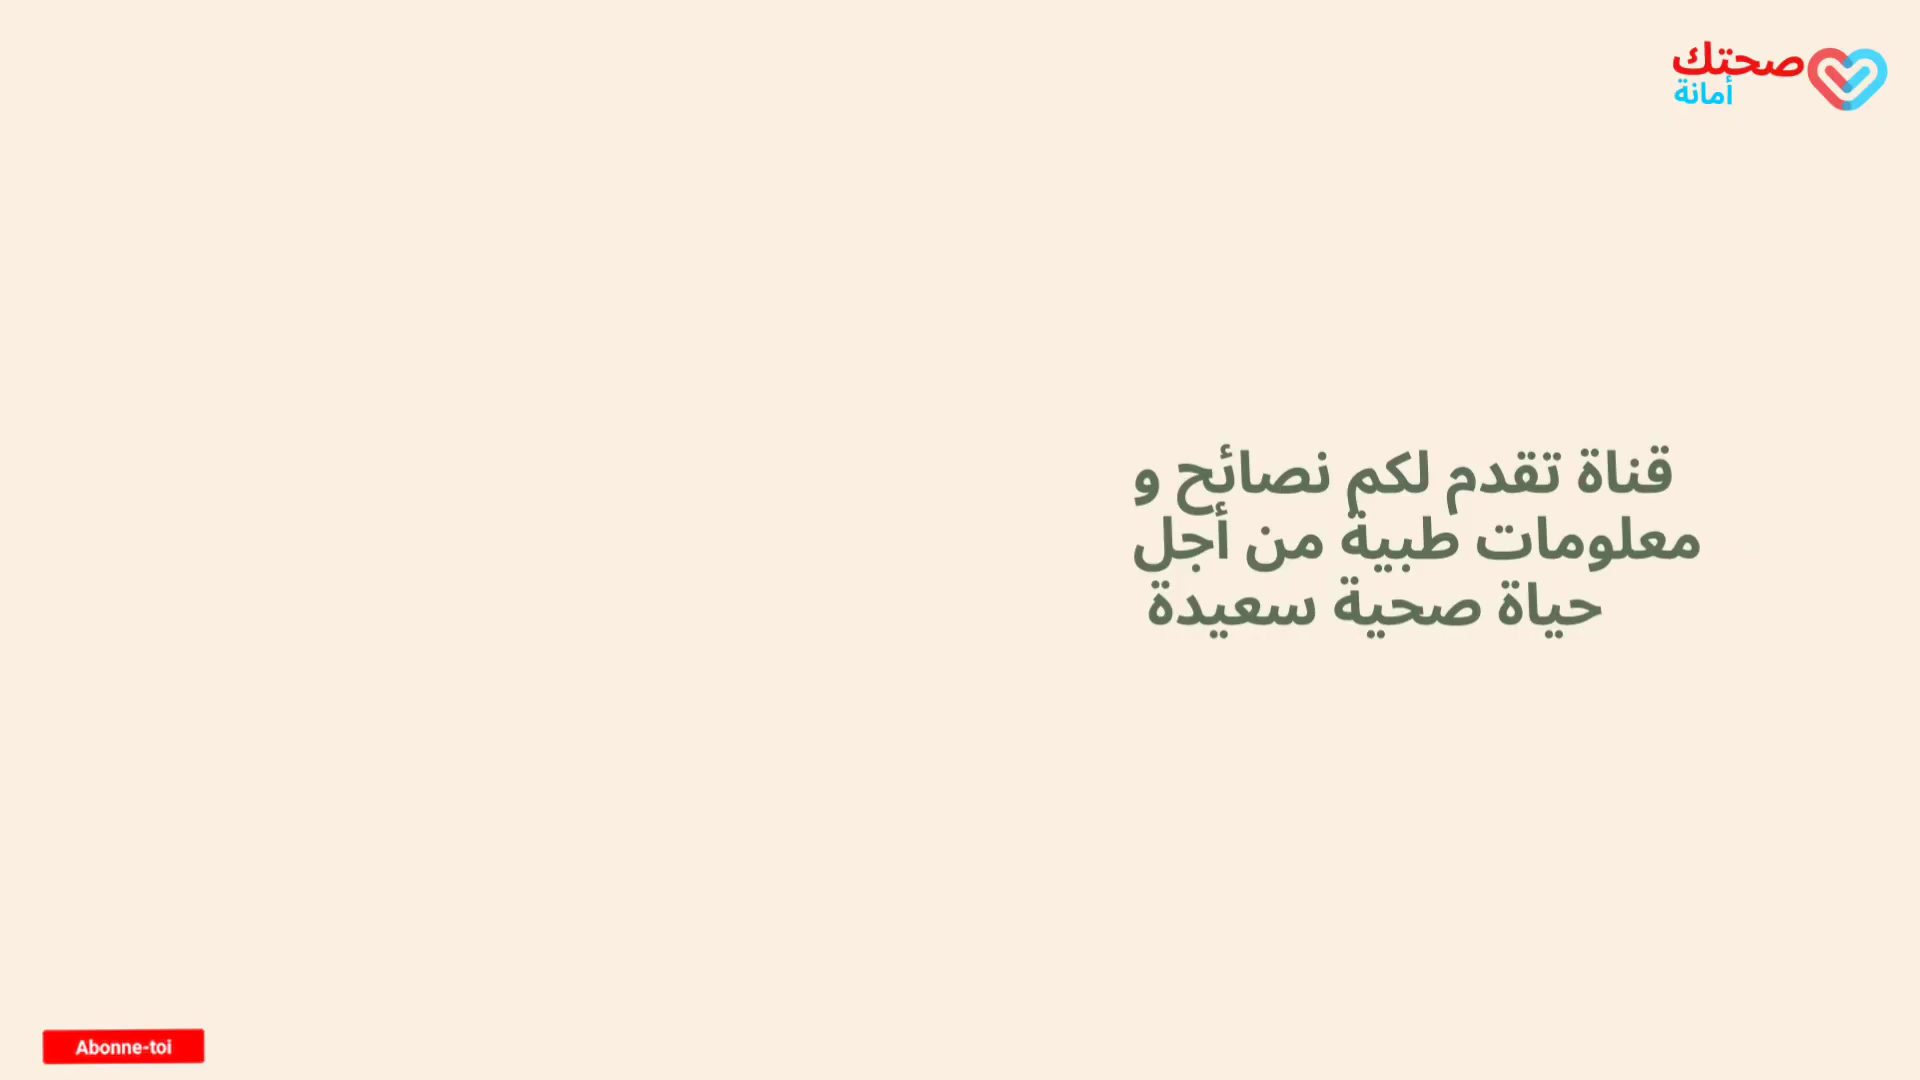 صحتك
أمانة
قناة تقدم لكم نصائح و
معلومات طبية من أجل
حياة صحية سعيدة
Abonne-toi